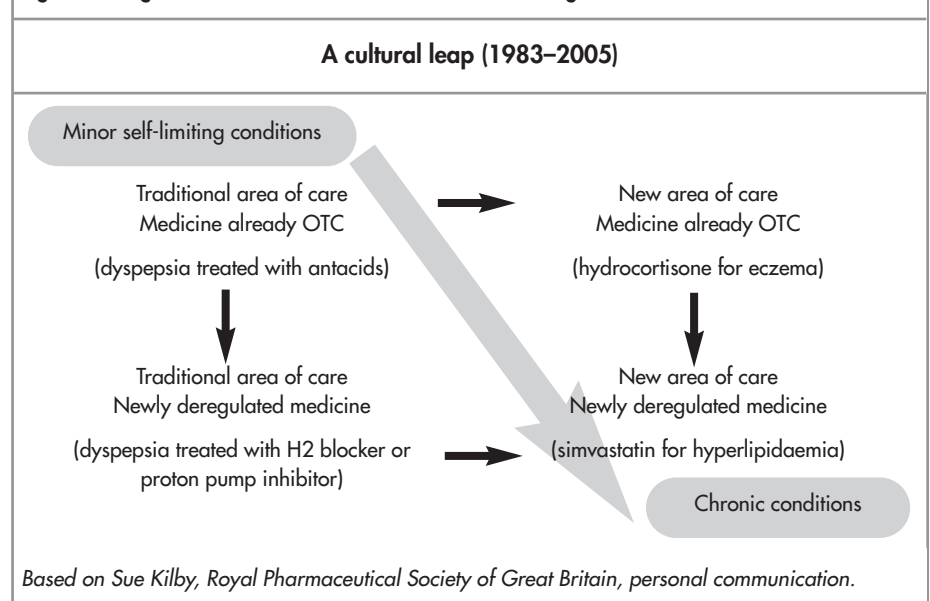 A cultural leap (1983–2005)
Minor self-limiting conditions
Traditional area of care
Medicine already OTC
(dyspepsia treated with antacids)
New area of care
Medicine already OTC
(hydrocortisone for eczema)
Traditional area of care
Newly deregulated medicine
(dyspepsia treated with H2 blocker or
proton pump inhibitor)
New area of care
Newly deregulated medicine
(simvastatin for hyperlipidaemia)
Chronic conditions
Based on Sue Kilby, Royal Pharmaceutical Society of Great Britain, personal communication.